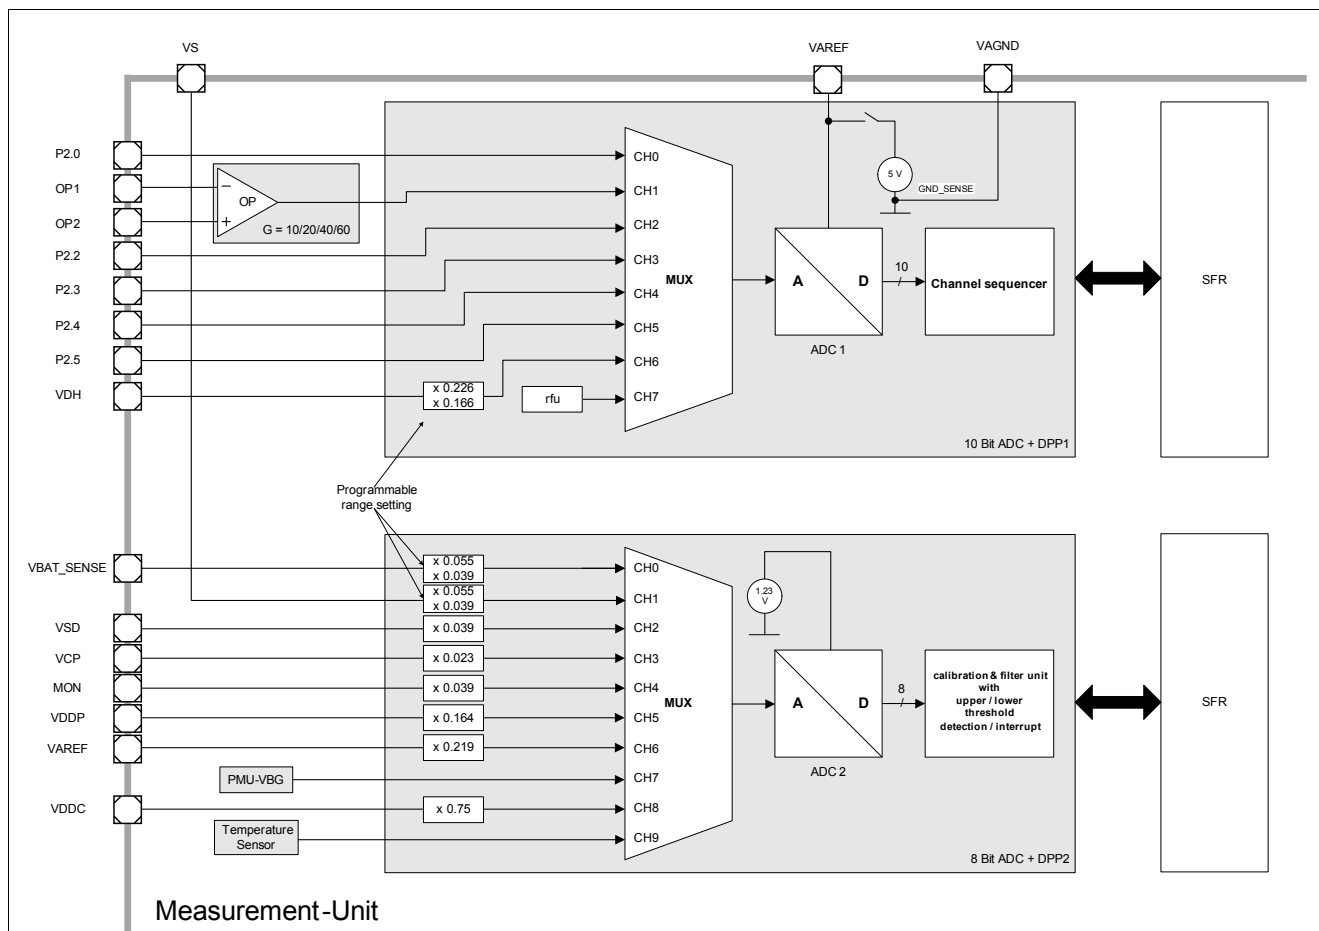 VS
VAREF
VAGND
P2.0
OP1
OP2
P2.2
P2.3
P2.4
P2.5
VDH
−
OP
+
G = 10/20/40/60
x 0.226
x 0.166
rfu
CH0
CH1
CH2
CH3
CH4
CH5
CH6
CH7
MUX
5 V
GND_SENSE
A
D
ADC 1
10
Channel sequencer
SFR
10 Bit ADC + DPP1
Programmable
range setting
VBAT_SENSE
VSD
VCP
MON
VDDP
VAREF
VDDC
PMU-VBG
Temperature
Sensor
x 0.055
x 0.039
x 0.055
x 0.039
x 0.039
x 0.023
x 0.039
x 0.164
x 0.219
x 0.75
CH0
CH1
CH2
CH3
CH4
CH5
CH6
CH7
CH8
CH9
MUX
1.23
V
A
D
ADC 2
8
calibration & filter unit
with
upper / lower
threshold
detection / interrupt
SFR
8 Bit ADC + DPP2
Measurement-Unit